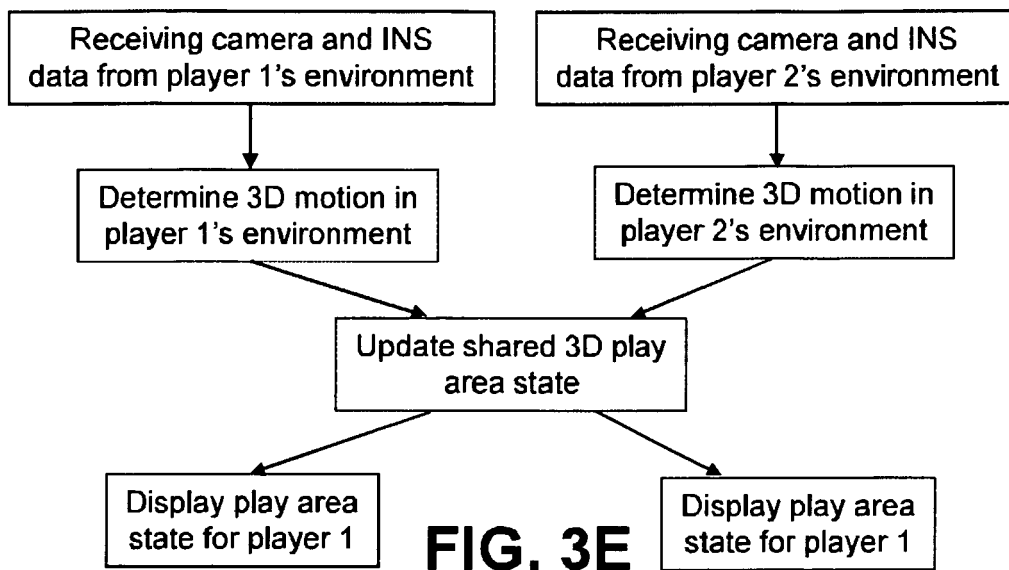 Receiving camera and INS
data from player 1's environment
Receiving camera and INS
data from player 2's environment
Determine 3D motion in
player 1's environment
Determine 3D motion in
player 2's environment
Update shared 3D play
area state
Display play area
state for player 1
Display play area
state for player 1
FIG. 3E